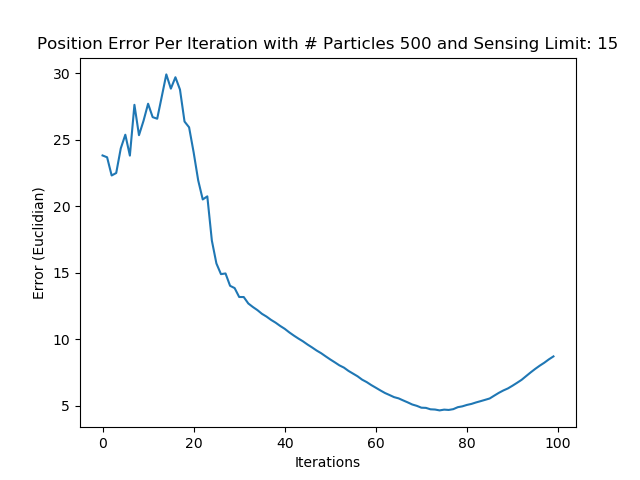 Position Error Per Iteration with # Particles 500 and Sensing Limit: 15
30
25
20
15
10
5
Error (Euclidian)
0 20 40 60 80 100
Iterations